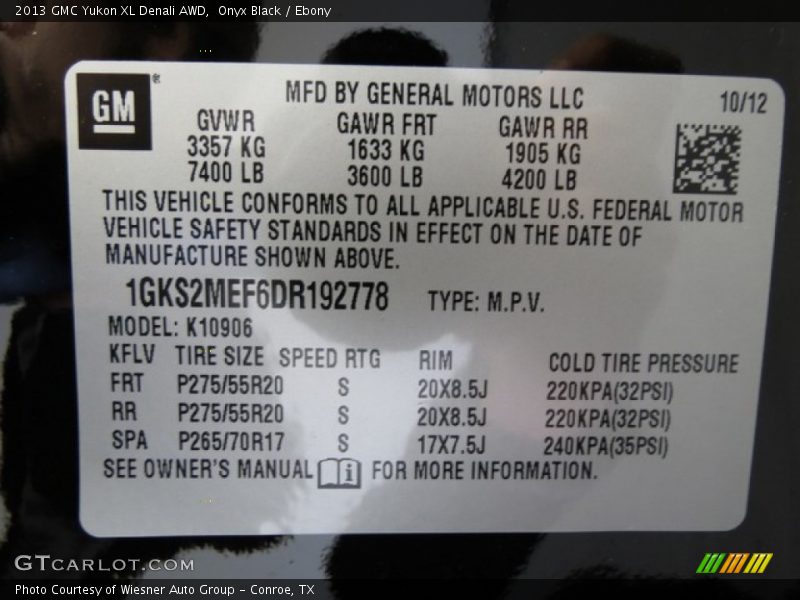 2013 GMC Yukon XL Denali AWD, Onyx Black / Ebony
GM®
MFD BY GENERAL MOTORS LLC
10/12
GVWR GAWR FRT GAWR RR
3357 KG 1633 KG 1905 KG
7400 LB 3600 LB 4200 LB
THIS VEHICLE CONFORMS TO ALL APPLICABLE U.S. FEDERAL MOTOR
VEHICLE SAFETY STANDARDS IN EFFECT ON THE DATE OF
MANUFACTURE SHOWN ABOVE.
1GKS2MEF6DR192778 TYPE: M.P.V.
MODEL: K10906
KFLV TIRE SIZE SPEED RTG RIM COLD TIRE PRESSURE
FRT P275/55R20 S 20X8.5J 220KPA(32PSI)
RR P275/55R20 S 20X8.5J 220KPA(32PSI)
SPA P265/70R17 S 17X7.5J 240KPA(35PSI)
SEE OWNER'S MANUAL i FOR MORE INFORMATION.
GTCARLOT.COM
Photo Courtesy of Wiesner Auto Group - Conroe, TX